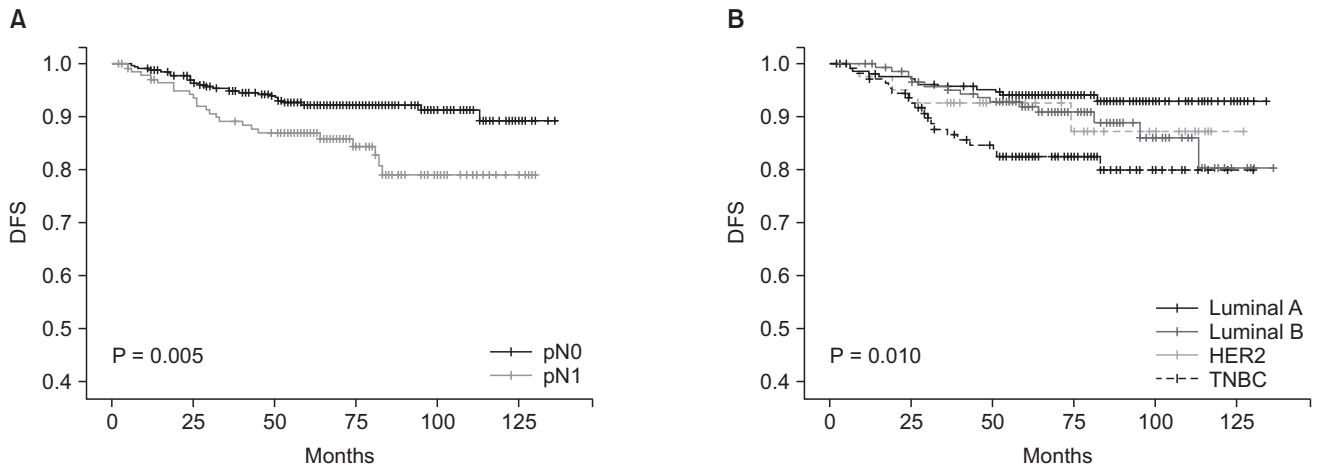 A
1.0
0.9
0.8
0.7
0.6
0.5
0.4
DFS
P = 0.005
pN0
pN1
0 25 50 75 100 125
Months
B
1.0
0.9
0.8
0.7
0.6
0.5
0.4
DFS
P = 0.010
Luminal A
Luminal B
HER2
TNBC
0 25 50 75 100 125
Months